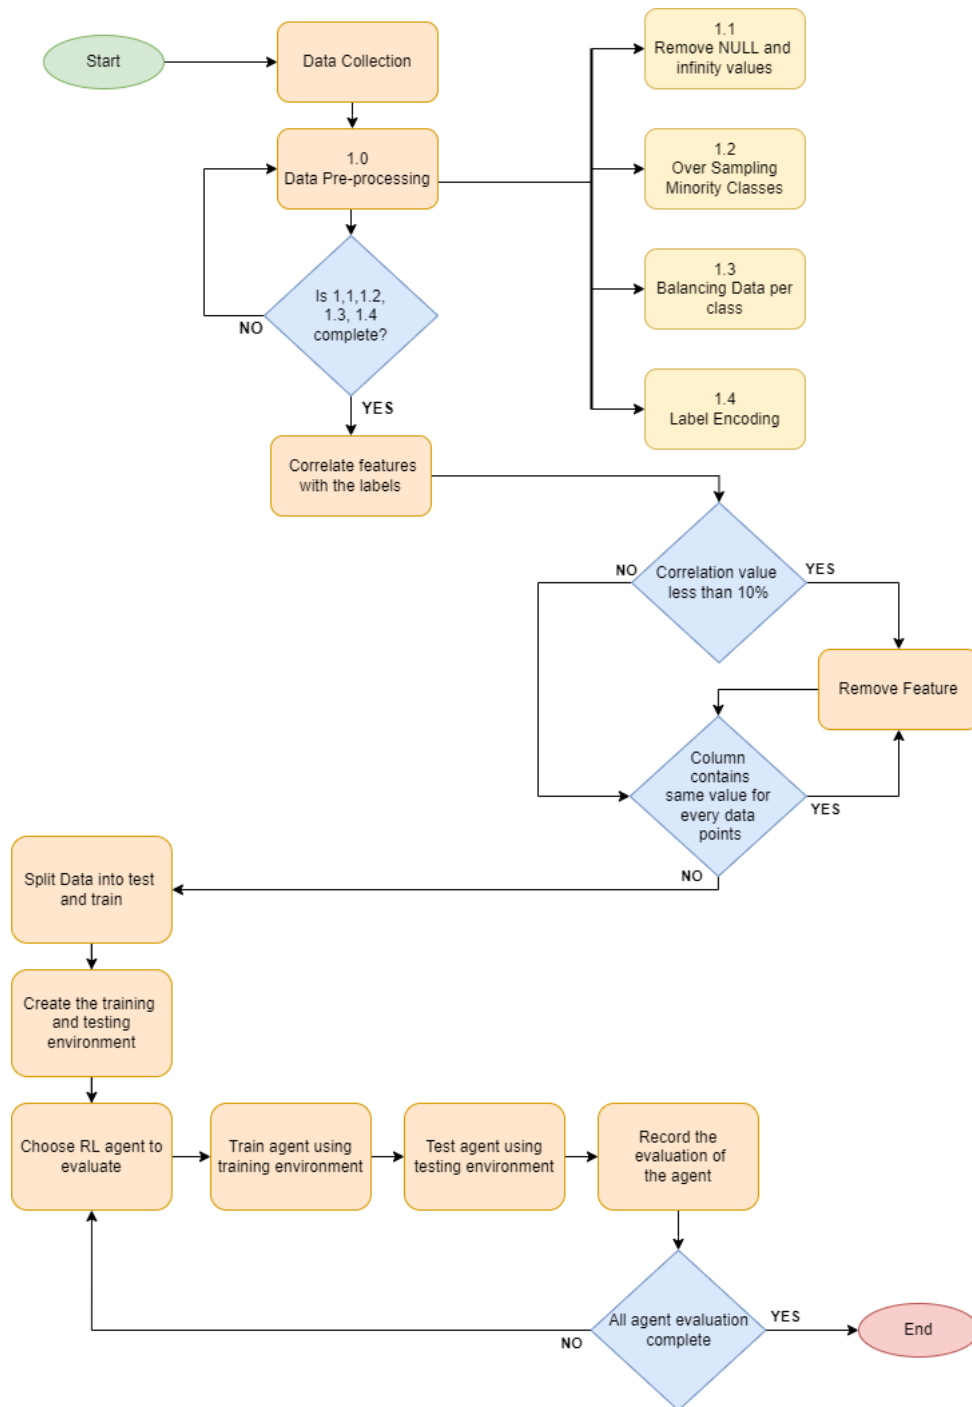 Start
Data Collection
1.0
Data Pre-processing
1.1
Remove NULL and
infinity values
1.2
Over Sampling
Minority Classes
1.3
Balancing Data per
class
1.4
Label Encoding
Is 1,1,1.2,
1.3, 1.4
complete?
NO
YES
Correlate features
with the labels
Correlation value
less than 10%
NO
YES
Remove Feature
Column
contains
same value for
every data
points
YES
NO
Split Data into test
and train
Create the training
and testing
environment
Choose RL agent to
evaluate
Train agent using
training environment
Test agent using
testing environment
Record the
evaluation of
the agent
All agent evaluation
complete
NO
YES
End